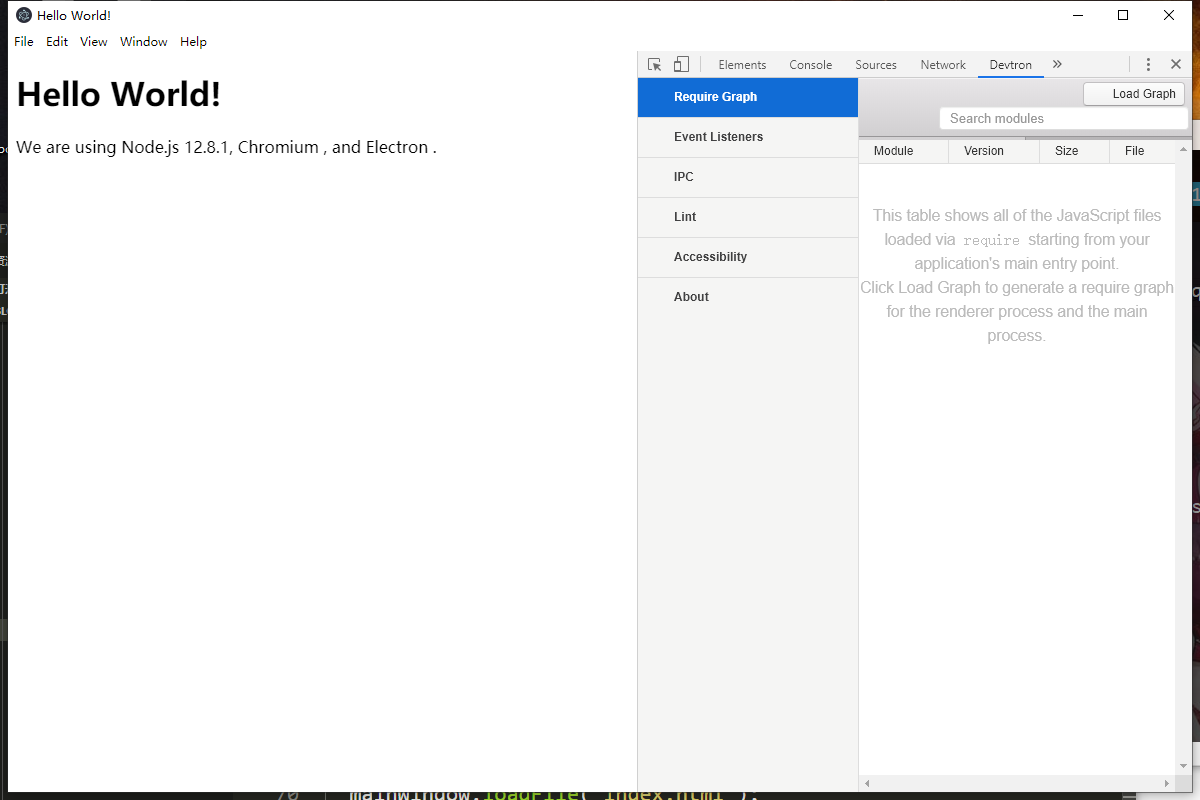 Hello World!
File Edit View Window Help
Elements Console Sources Network Devtron
Hello World!
We are using Node.js 12.8.1, Chromium , and Electron .
Require Graph
Event Listeners
IPC
Lint
Accessibility
About
Load Graph
Search modules
Module Version Size File
This table shows all of the JavaScript files
loaded via require starting from your
application's main entry point.
Click Load Graph to generate a require graph
for the renderer process and the main
process.
70 mainWindow.loadFile('index.html');